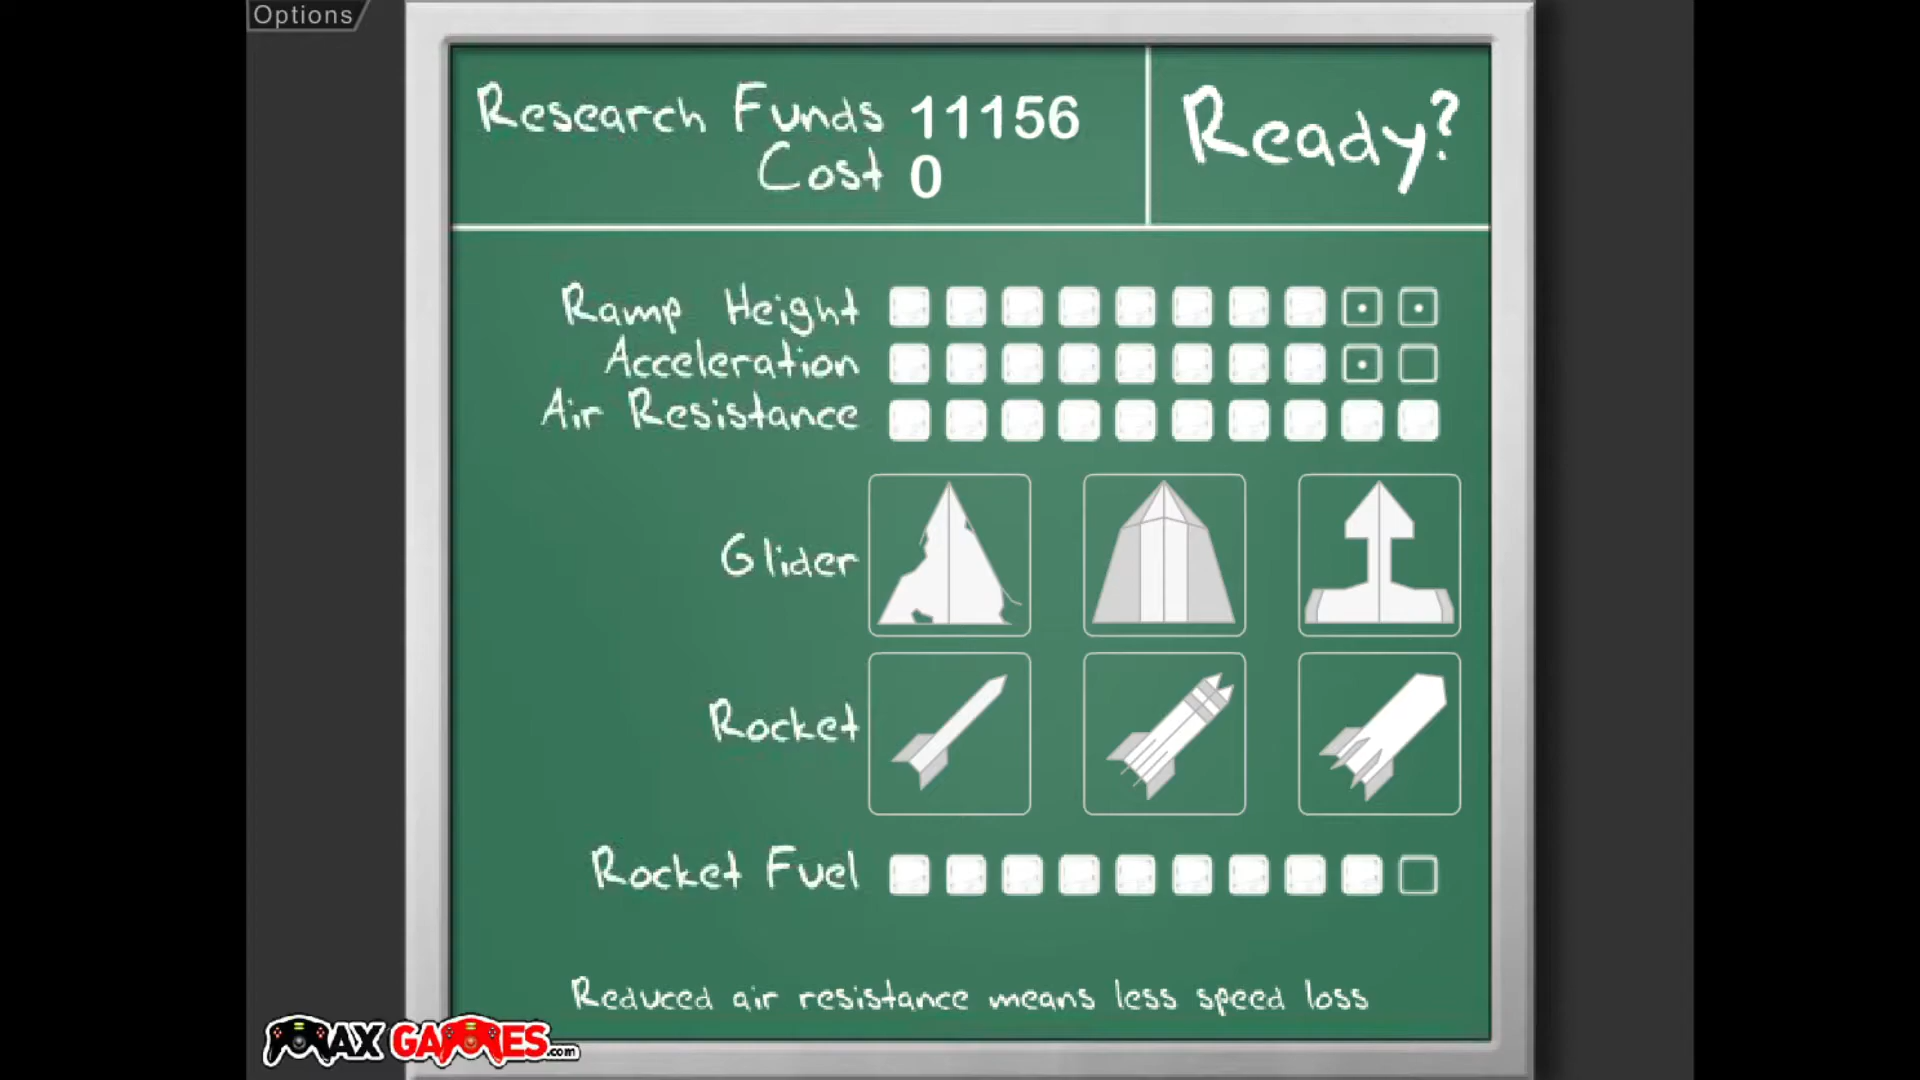 Options
Research Funds 11156
Cost 0
Ready?
Ramp Height
Acceleration
Air Resistance
Glider
Rocket
Rocket Fuel
Reduced air resistance means less speed loss
MAX GAMES.com